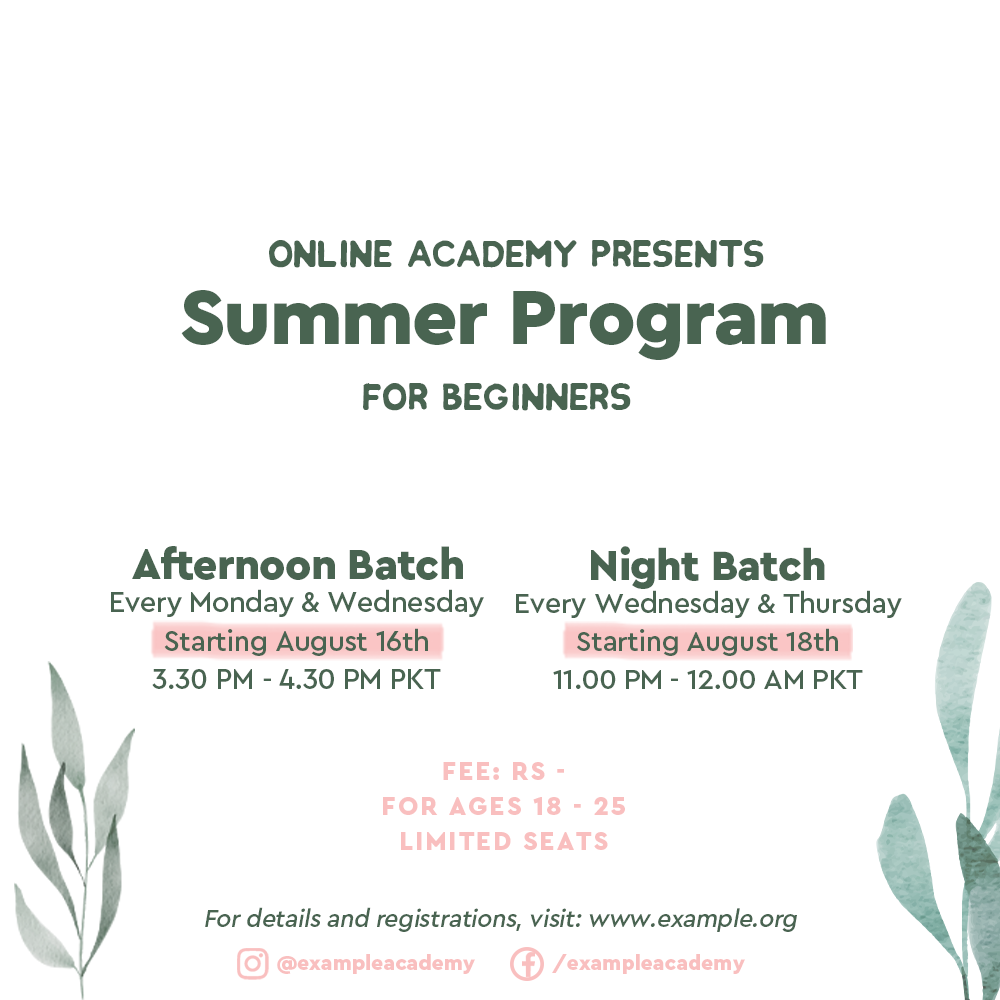 ONLINE ACADEMY PRESENTS
Summer Program
FOR BEGINNERS
Afternoon Batch
Every Monday & Wednesday
Starting August 16th
3.30 PM - 4.30 PM PKT
Night Batch
Every Wednesday & Thursday
Starting August 18th
11.00 PM - 12.00 AM PKT
FEE: RS -
FOR AGES 18 - 25
LIMITED SEATS
For details and registrations, visit: www.example.org
@exampleacademy /exampleacademy